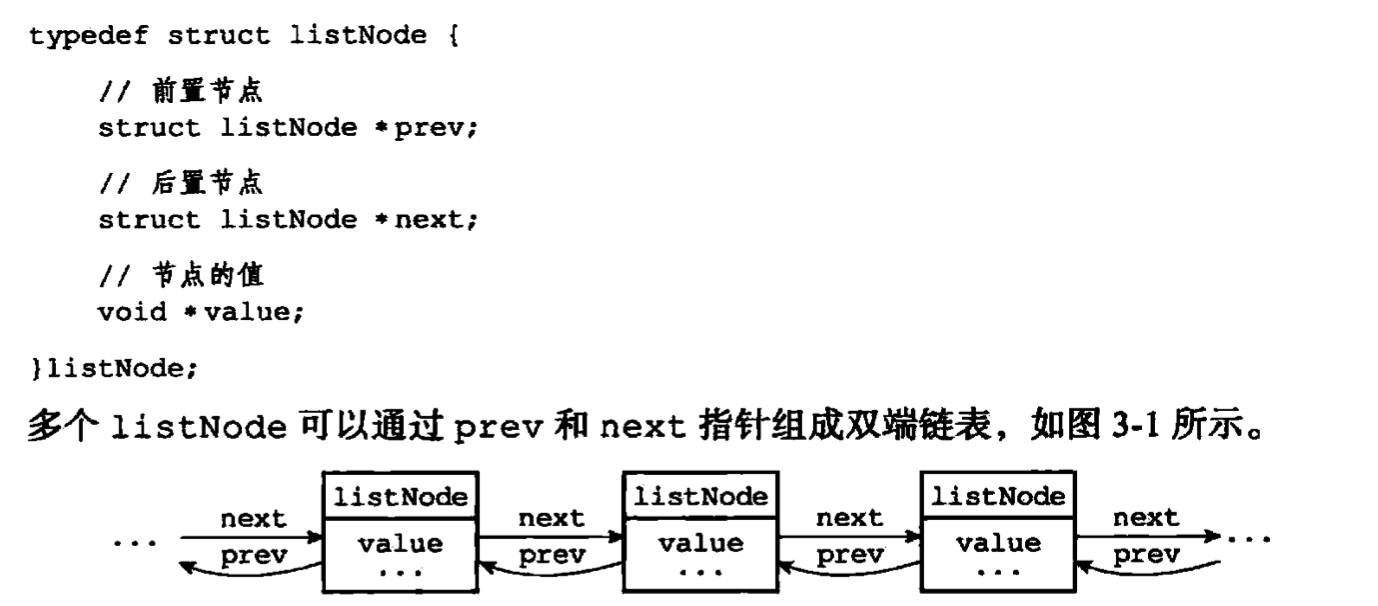 typedef struct listNode {
// 前置节点
struct listNode *prev;
// 后置节点
struct listNode *next;
// 节点的值
void *value;
}listNode;
多个 listNode 可以通过 prev 和 next 指针组成双端链表，如图 3-1 所示。
listNode listNode listNode
next next next next
... value value value ...
prev prev prev prev
... ... ...